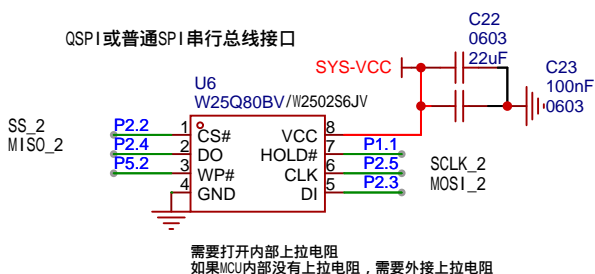 QSPI或普通SPI串行总线接口
C22
0603
22uF
C23
100nF
0603
SYS-VCC
U6
W25Q80BV/W2502S6JV
SS_2
MISO_2
P2.2
P2.4
P5.2
1
2
3
4
CS#
DO
WP#
GND
VCC
HOLD#
CLK
DI
8
7
6
5
P1.1
P2.5
P2.3
SCLK_2
MOSI_2
需要打开内部上拉电阻
如果MCU内部没有上拉电阻，需要外接上拉电阻